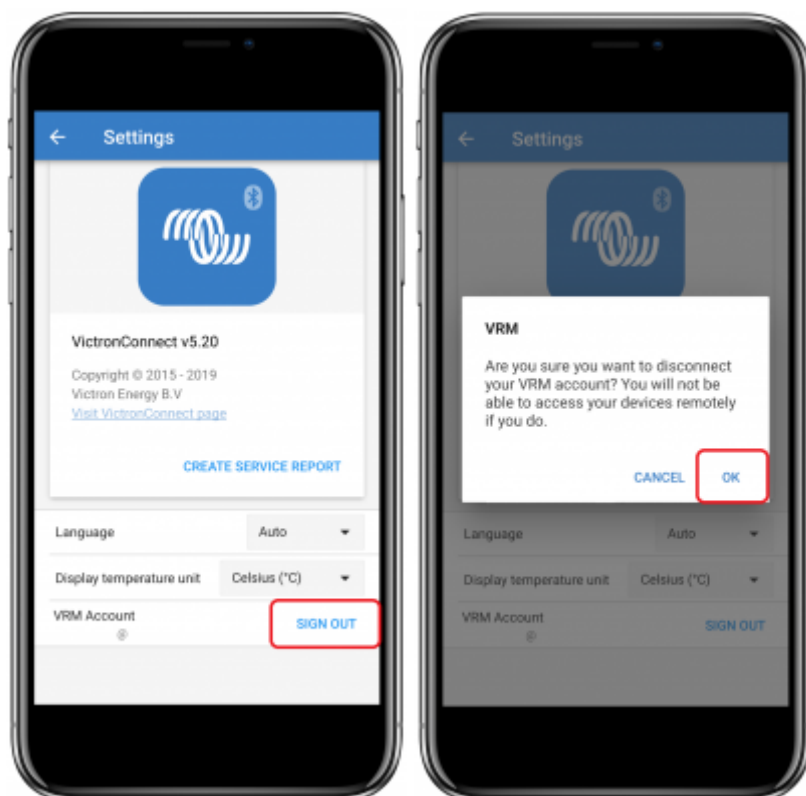 Settings
VictronConnect v5.20
Copyright © 2015 - 2019
Victron Energy B.V
Visit VictronConnect page
CREATE SERVICE REPORT
Language Auto
Display temperature unit Celsius (°C)
VRM Account
@
SIGN OUT
Settings
VRM
Are you sure you want to disconnect
your VRM account? You will not be
able to access your devices remotely
if you do.
CANCEL OK
Language Auto
Display temperature unit Celsius (°C)
VRM Account
@
SIGN OUT